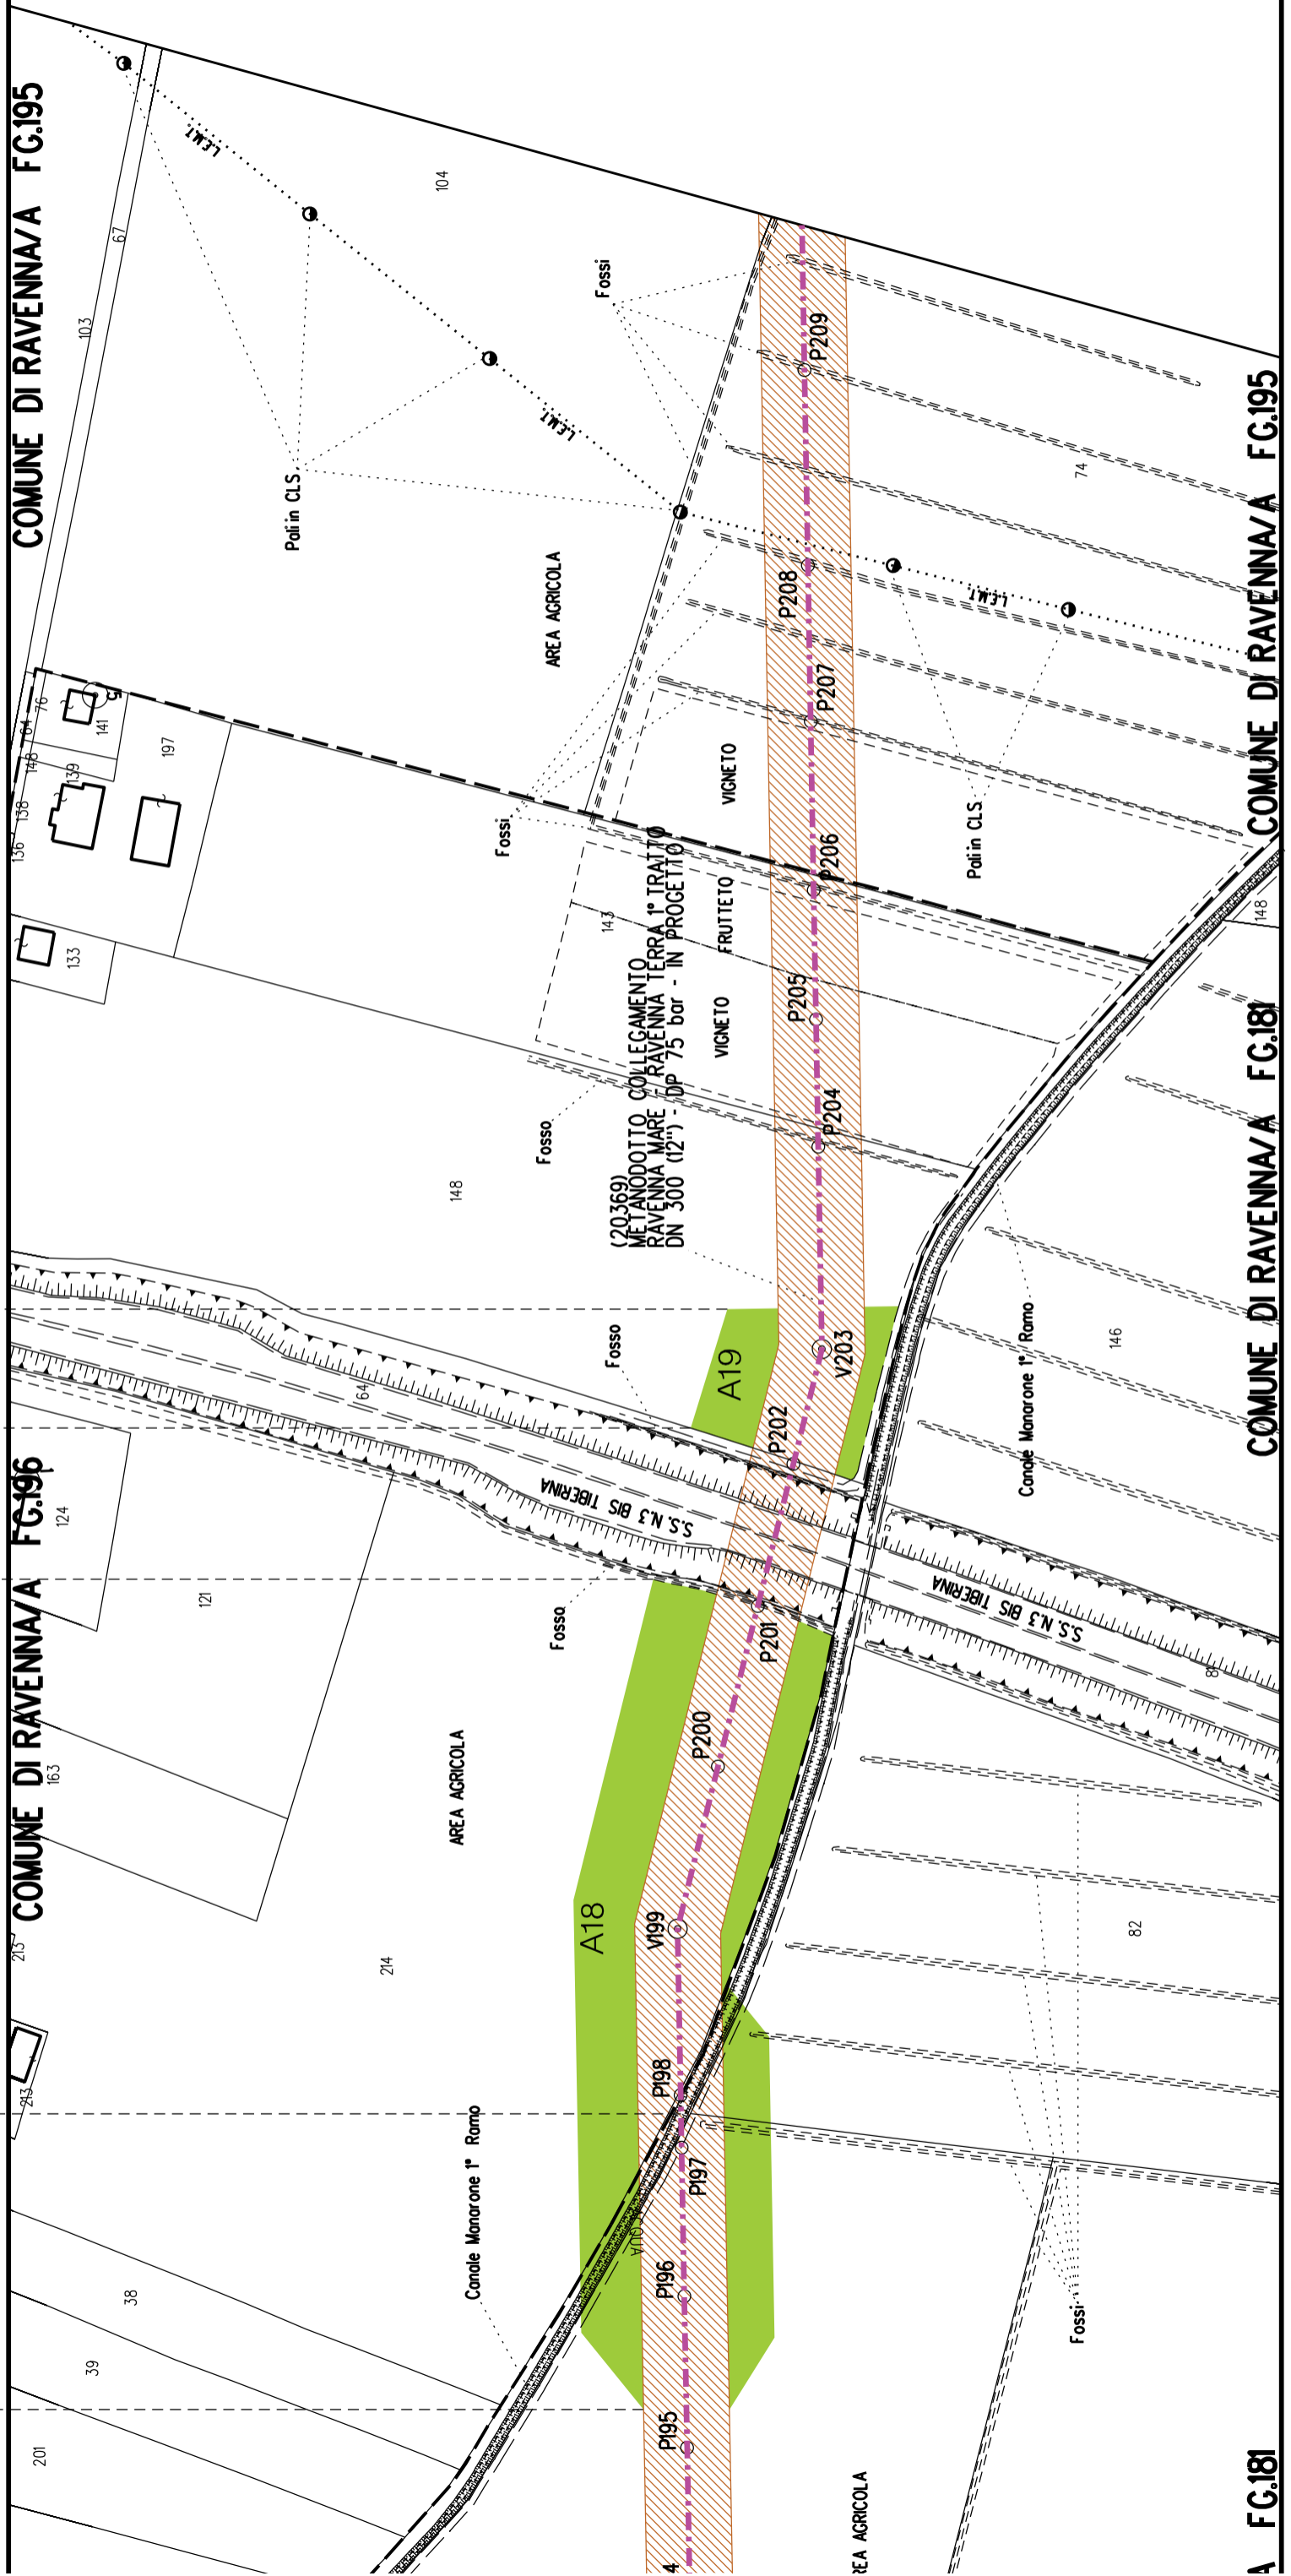 COMUNE DI RAVENNA/A FG.196
COMUNE DI RAVENNA/A FG.195
201
39
38
213
213
163
124
121
214
64
148
133
136
138
148
64
76
139
141
5
197
103
67
104
143
Canale Manarone 1° Ramo
AREA AGRICOLA
Fosso
Fosso
Fosso
Fossi
Fossi
Pali in CLS
AREA AGRICOLA
L.E.M.T.
L.E.M.T.
L.E.M.T.
S.S. N.3 BIS TIBERINA
S.S. N.3 BIS TIBERINA
(20369)
METANODOTTO COLLEGAMENTO
RAVENNA MARE - RAVENNA TERRA 1° TRATTO
DN 300 (12") - DP 75 bar - IN PROGETTO
VIGNETO
FRUTTETO
VIGNETO
A18
A19
4
P195
P196
P197
P198
V199
P200
P201
P202
V203
P204
P205
P206
P207
P208
P209
Pali in CLS
74
148
146
Canale Manarone 1° Ramo
82
Fossi
REA AGRICOLA
A FG.181
COMUNE DI RAVENNA/A FG.181
COMUNE DI RAVENNA/A FG.195